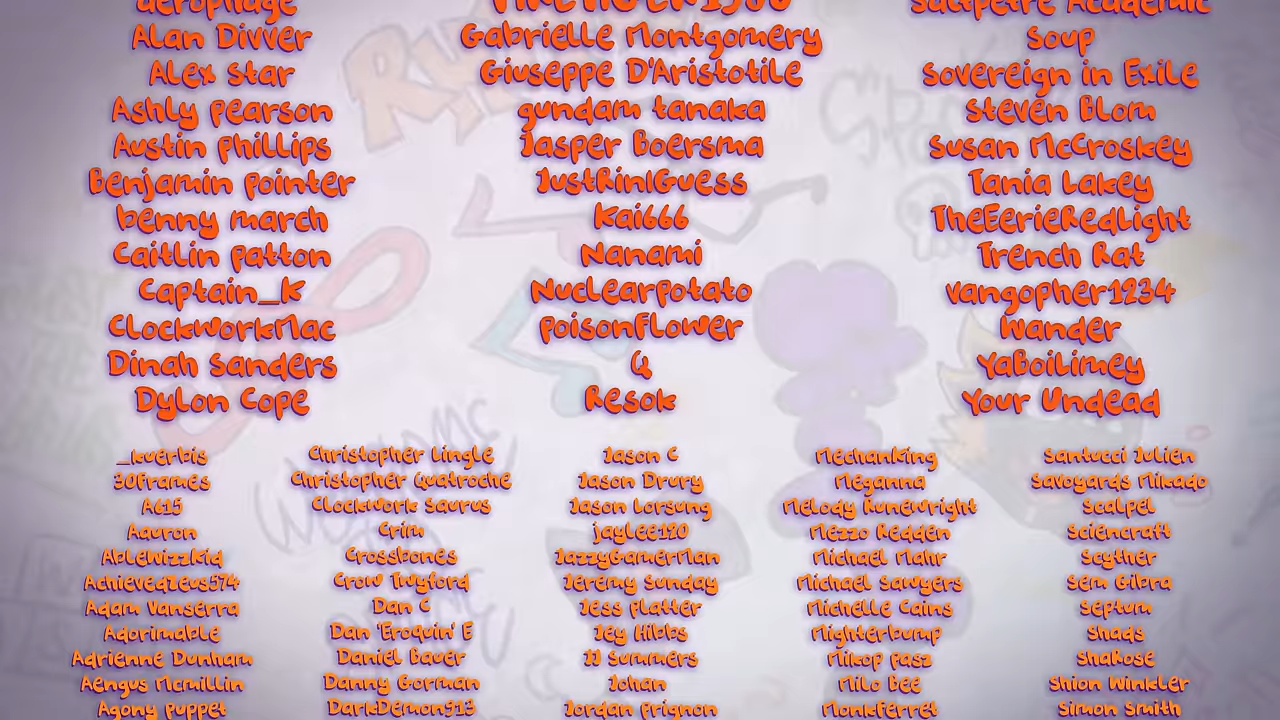 aerophage
Alan Divver
Alex Star
Ashly Pearson
Austin Phillips
Benjamin Pointer
benny march
Caitlin Patton
Captain_K
ClockworkMac
Dinah Sanders
Dylon Cope
Gabrielle Montgomery
Giuseppe D'Aristotile
gundam tanaka
Jasper Boersma
JustRinIGuess
Kai666
Nanami
NuclearPotato
PoisonFlower
Q
Resok
Saltpetre Academic
Soup
Sovereign in Exile
Steven Blom
Susan McCroskey
Tania Lakey
TheEerieRedLight
Trench Rat
vangopher1234
Wander
YaBoiLimey
Your Undead
_kverbis
30Frames
A615
Aauron
AbleWizzKid
AchievedZeus574
Adam Vanserra
Adorimable
Adrienne Dunham
Aengus Mcmillin
Agony Puppet
Christopher Lingle
Christopher Quatroche
Clockwork Saurus
Crim
Crossbones
Crow Twyford
Dan C
Dan 'Eroquin' E
Daniel Bauer
Danny Gorman
DarkDemon913
Jason C
Jason Drury
Jason Lorsung
jaylee120
JazzyGamerMan
Jeremy Sunday
Jess Platter
Jey Hibbs
JJ Summers
Johan
Jordan Prignon
MechanKing
Meganna
Melody Runewright
Mezzo Redden
Michael Mahr
Michael Sawyers
Michelle Cains
Mighterbump
Mikop Pasz
Milo Bee
MonkFerret
Santucci Julien
Savoyards Mikado
Scalpel
Sciencraft
Scyther
Sem Gibra
Septum
Shads
ShaRose
Shion Winkler
Simon Smith